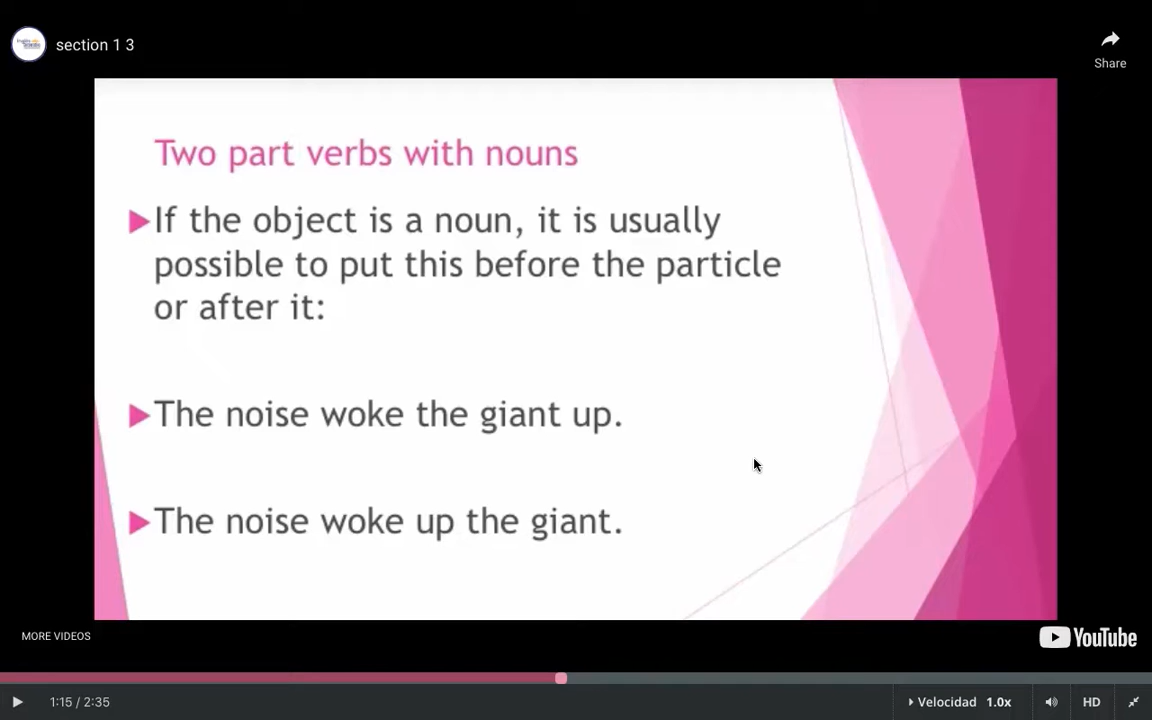 section 1 3
Share
Two part verbs with nouns
If the object is a noun, it is usually
possible to put this before the particle
or after it:
The noise woke the giant up.
The noise woke up the giant.
MORE VIDEOS
YouTube
1:15 / 2:35
Velocidad 1.0x
HD